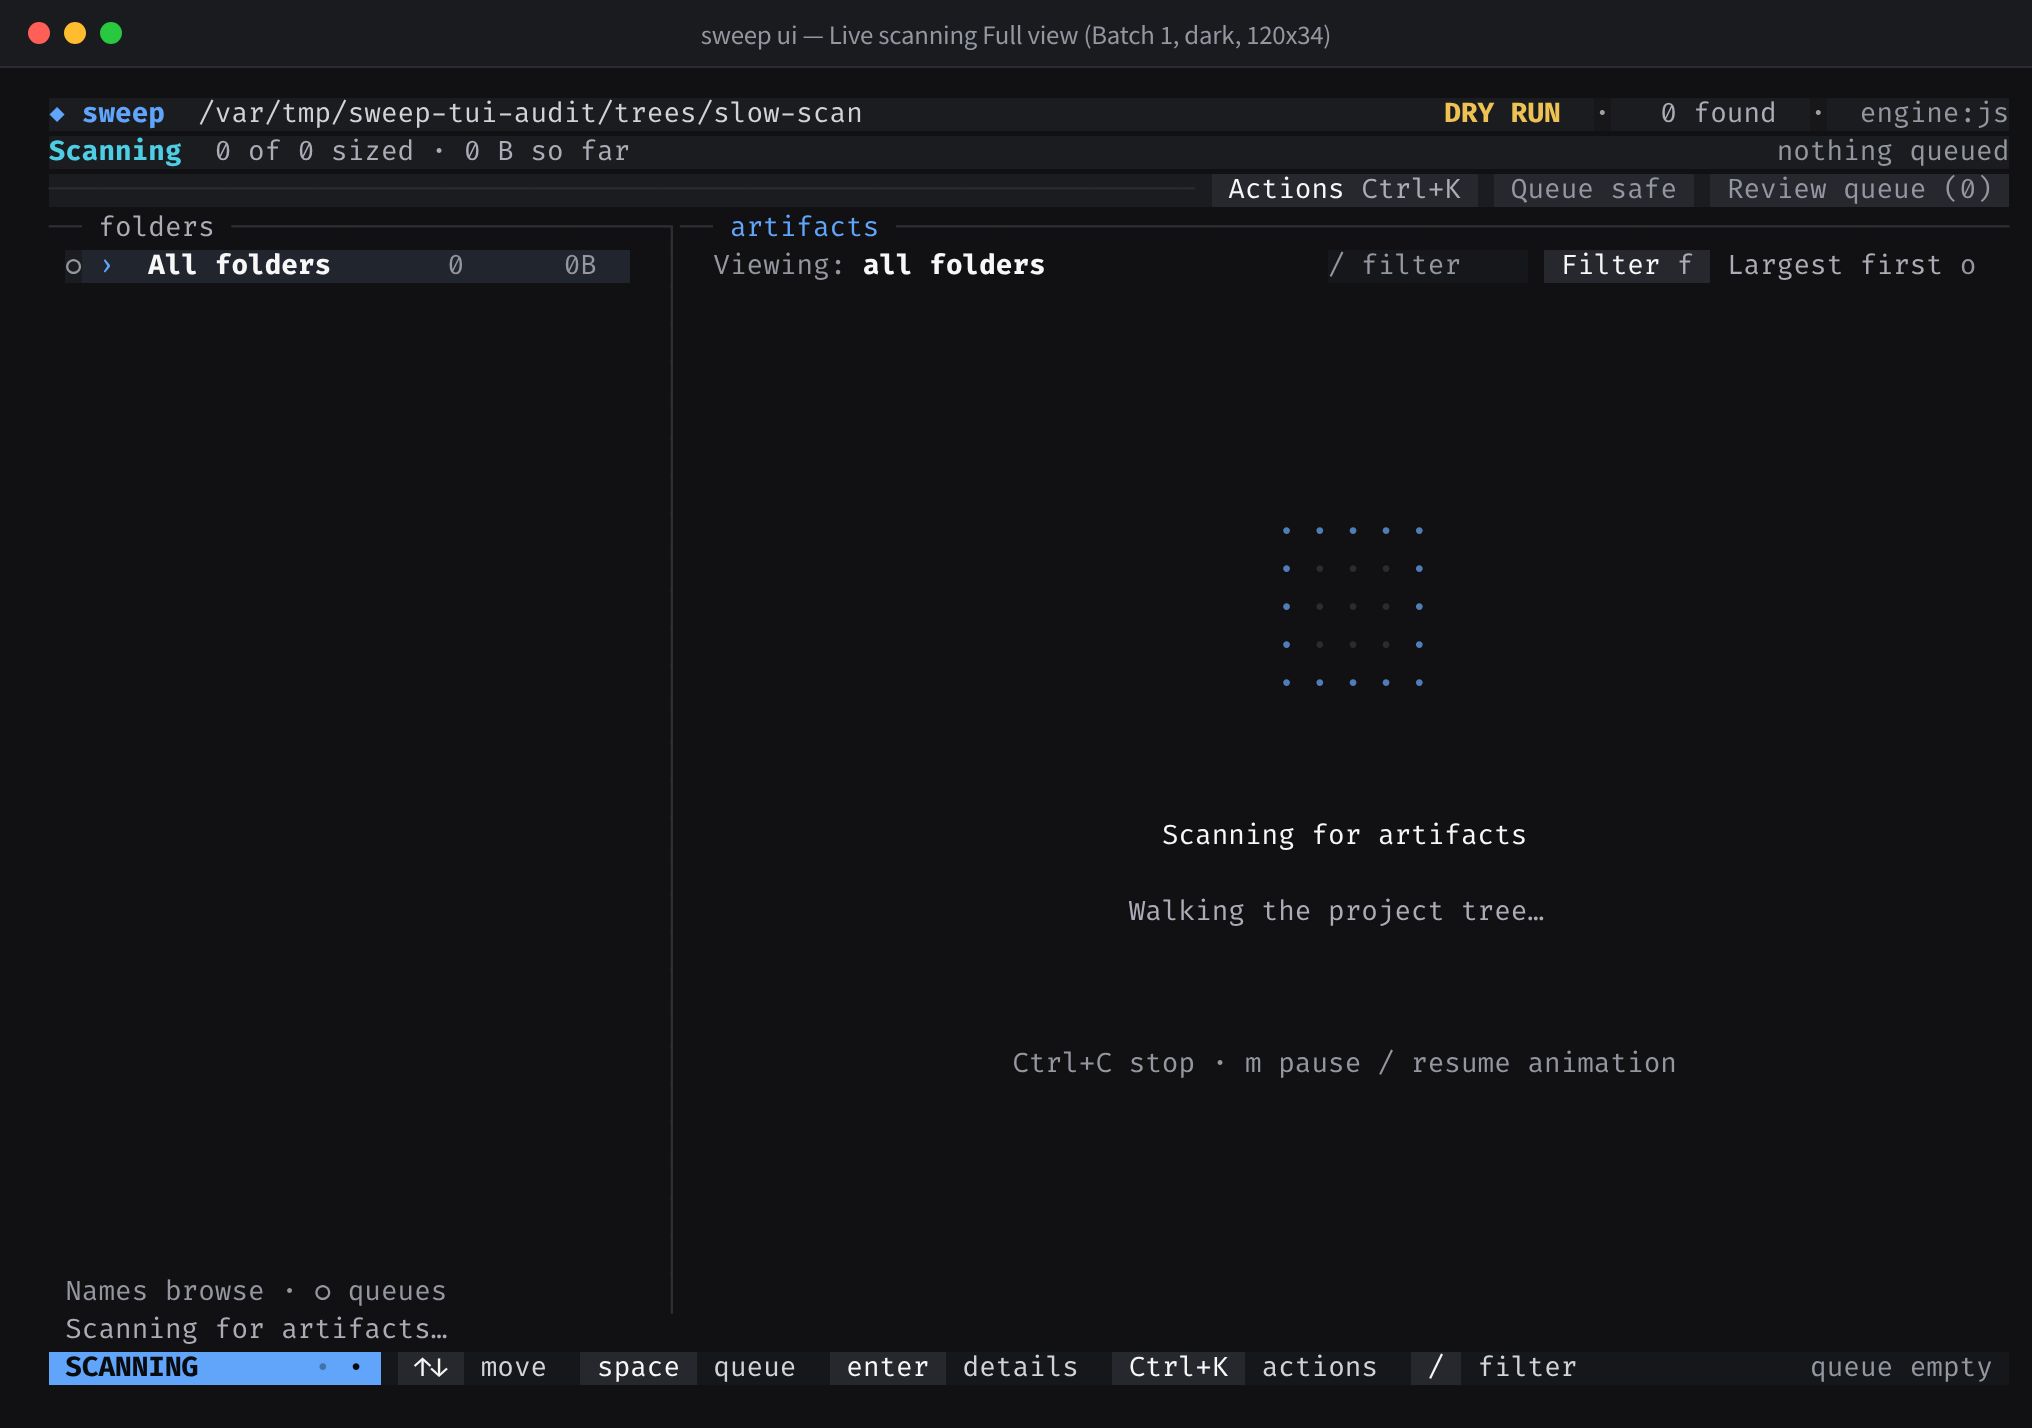 sweep ui — Live scanning Full view (Batch 1, dark, 120x34)
◆ sweep  /var/tmp/sweep-tui-audit/trees/slow-scan  DRY RUN · 0 found · engine:js
Scanning  0 of 0 sized · 0 B so far  nothing queued
Actions Ctrl+K  Queue safe  Review queue (0)
folders  artifacts
○ › All folders  0  0B  Viewing: all folders  / filter  Filter f  Largest first o
Scanning for artifacts
Walking the project tree…
Ctrl+C stop · m pause / resume animation
Names browse · ○ queues
Scanning for artifacts…
SCANNING  ↑↓ move  space queue  enter details  Ctrl+K actions  / filter  queue empty